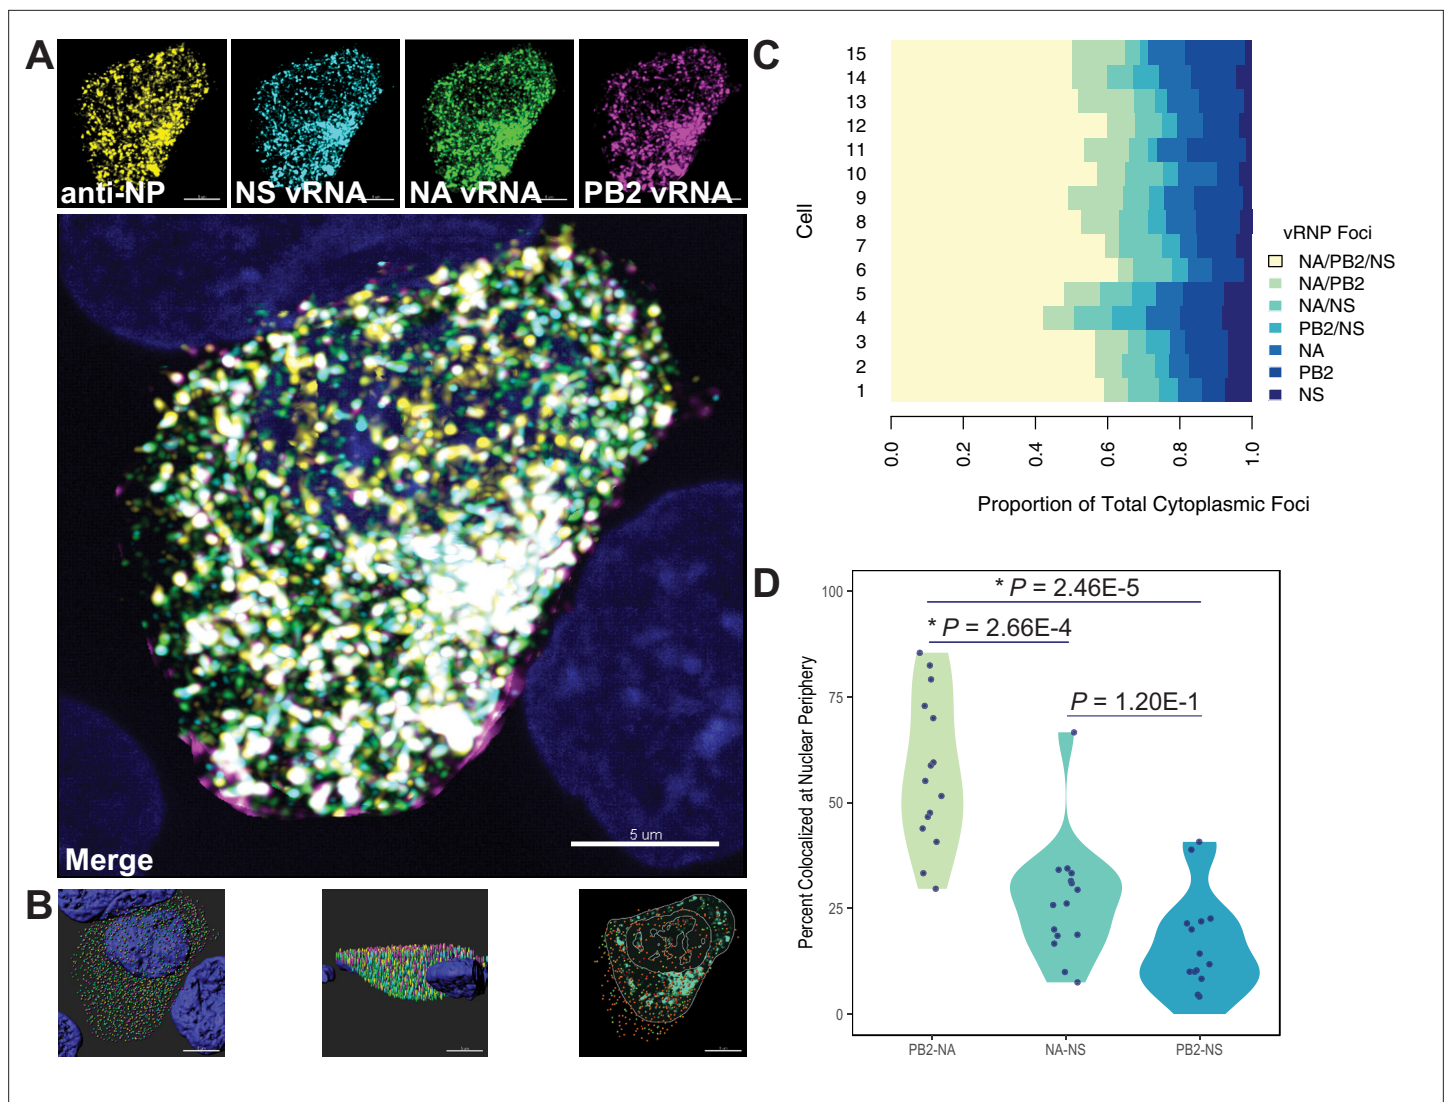 A
anti-NP
NS vRNA
NA vRNA
PB2 vRNA
5 um
Merge
B
C
Cell
15
14
13
12
11
10
9
8
7
6
5
4
3
2
1
0.0
0.2
0.4
0.6
0.8
1.0
Proportion of Total Cytoplasmic Foci
vRNP Foci
NA/PB2/NS
NA/PB2
NA/NS
PB2/NS
NA
PB2
NS
D
Percent Colocalized at Nuclear Periphery
100
75
50
25
0
* P = 2.46E-5
* P = 2.66E-4
P = 1.20E-1
PB2-NA
NA-NS
PB2-NS